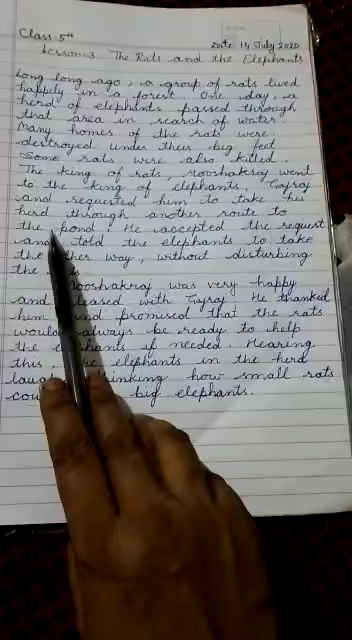 Class-5th
Date: 14 July 2020
Lesson-3 The Rats and the Elephants
Long long ago, a group of rats lived
happily in a forest. One day, a
herd of elephants passed through
that area in search of water.
Many homes of the rats were
destroyed under their big feet.
Some rats were also killed.
The king of rats, Mooshakraj went
to the king of elephants, Gajraj
and requested him to take his
herd through another route to
the pond. He accepted the request
and told the elephants to take
the other way, without disturbing
the
Mooshakraj was very happy
and pleased with Gajraj. He thanked
him and promised that the rats
would always be ready to help
the elephants if needed. Hearing
this, the elephants in the herd
thinking how small rats
big elephants.